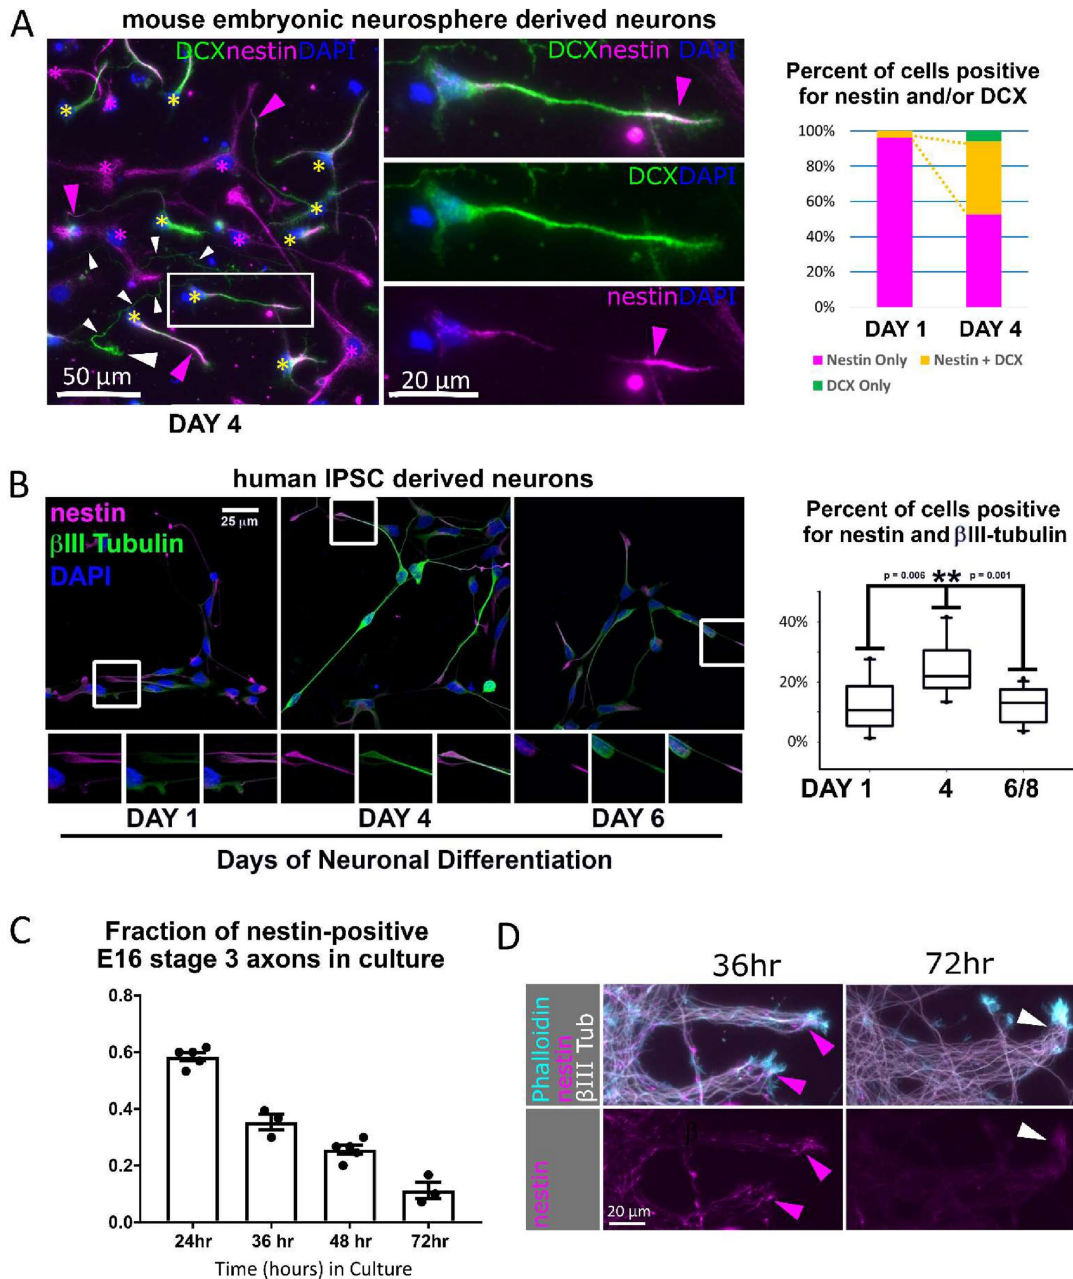 A
mouse embryonic neurosphere derived neurons
DCXnestinDAPI
50 µm
DAY 4
DCXnestin DAPI
DCXDAPI
nestinDAPI
20 µm
Percent of cells positive
for nestin and/or DCX
100%
80%
60%
40%
20%
0%
DAY 1 DAY 4
Nestin Only Nestin + DCX
DCX Only
B
human IPSC derived neurons
nestin
βIII Tubulin
DAPI
25 µm
DAY 1 DAY 4 DAY 6
Days of Neuronal Differentiation
Percent of cells positive
for nestin and βIII-tubulin
p = 0.006 ** p = 0.001
40%
20%
0%
DAY 1 4 6/8
C
Fraction of nestin-positive
E16 stage 3 axons in culture
0.8
0.6
0.4
0.2
0.0
24hr 36 hr 48 hr 72hr
Time (hours) in Culture
D
36hr 72hr
Phalloidin
nestin
βIII Tub
nestin
β
20 µm